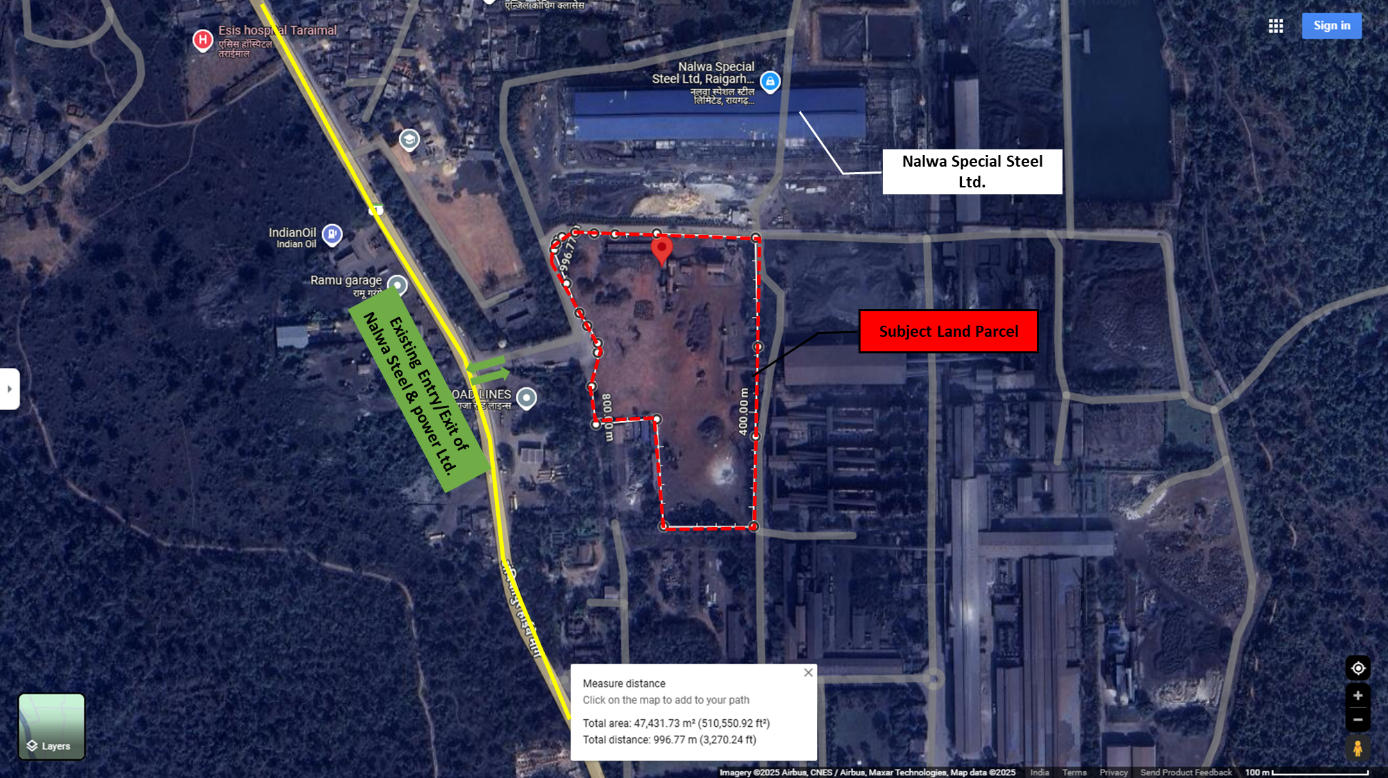 एन्जिल कोचिंग क्लासेस
Esis hospital Taraimal
एसिस हॉस्पिटल
तराईमाल
H
Sign in
Nalwa Special
Steel Ltd, Raigarh...
नलवा स्पेशल स्टील
लिमिटेड, रायगढ़...
Nalwa Special Steel
Ltd.
IndianOil
Indian Oil
Ramu garage
रामू गराज
996.77
Existing Entry/Exit of
Nalwa Steel & power Ltd.
Subject Land Parcel
OAD LINES
रोड लाइन्स
800.00 m
400.00 m
Measure distance
Click on the map to add to your path
Total area: 47,431.73 m² (510,550.92 ft²)
Total distance: 996.77 m (3,270.24 ft)
Layers
Imagery ©2025 Airbus, CNES / Airbus, Maxar Technologies, Map data ©2025 India Terms Privacy Send Product Feedback 100 m